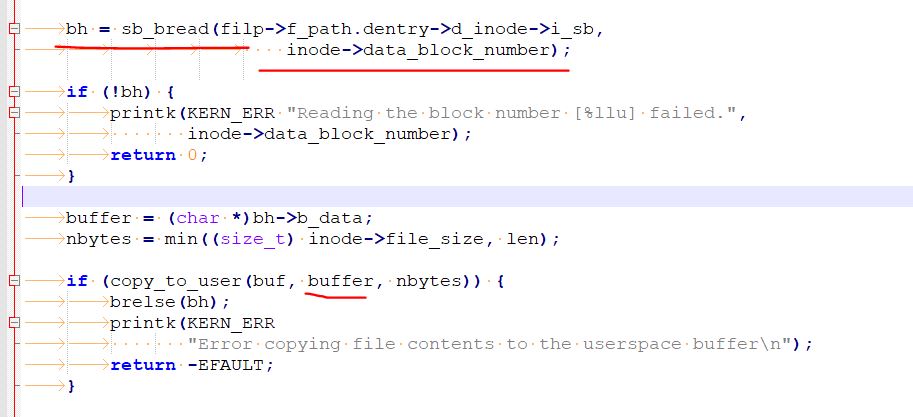 bh = sb_bread(filp->f_path.dentry->d_inode->i_sb,
inode->data_block_number);
if (!bh) {
printk(KERN_ERR "Reading the block number [%llu] failed.",
inode->data_block_number);
return 0;
}
buffer = (char *)bh->b_data;
nbytes = min((size_t) inode->file_size, len);
if (copy_to_user(buf, buffer, nbytes)) {
brelse(bh);
printk(KERN_ERR
"Error copying file contents to the userspace buffer\n");
return -EFAULT;
}